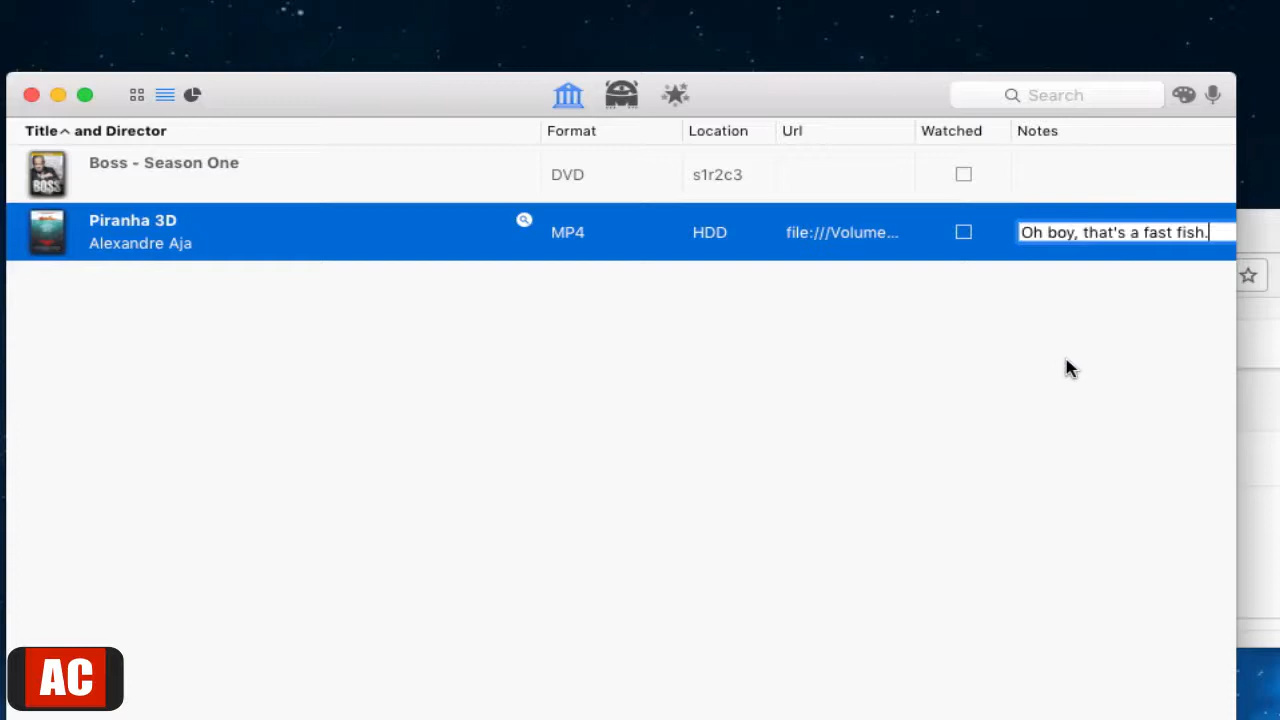 Search
Title and Director
Format
Location
Url
Watched
Notes
Boss - Season One
DVD
s1r2c3
BOSS
Piranha 3D
Alexandre Aja
MP4
HDD
file:///Volume...
Oh boy, that's a fast fish.
AC